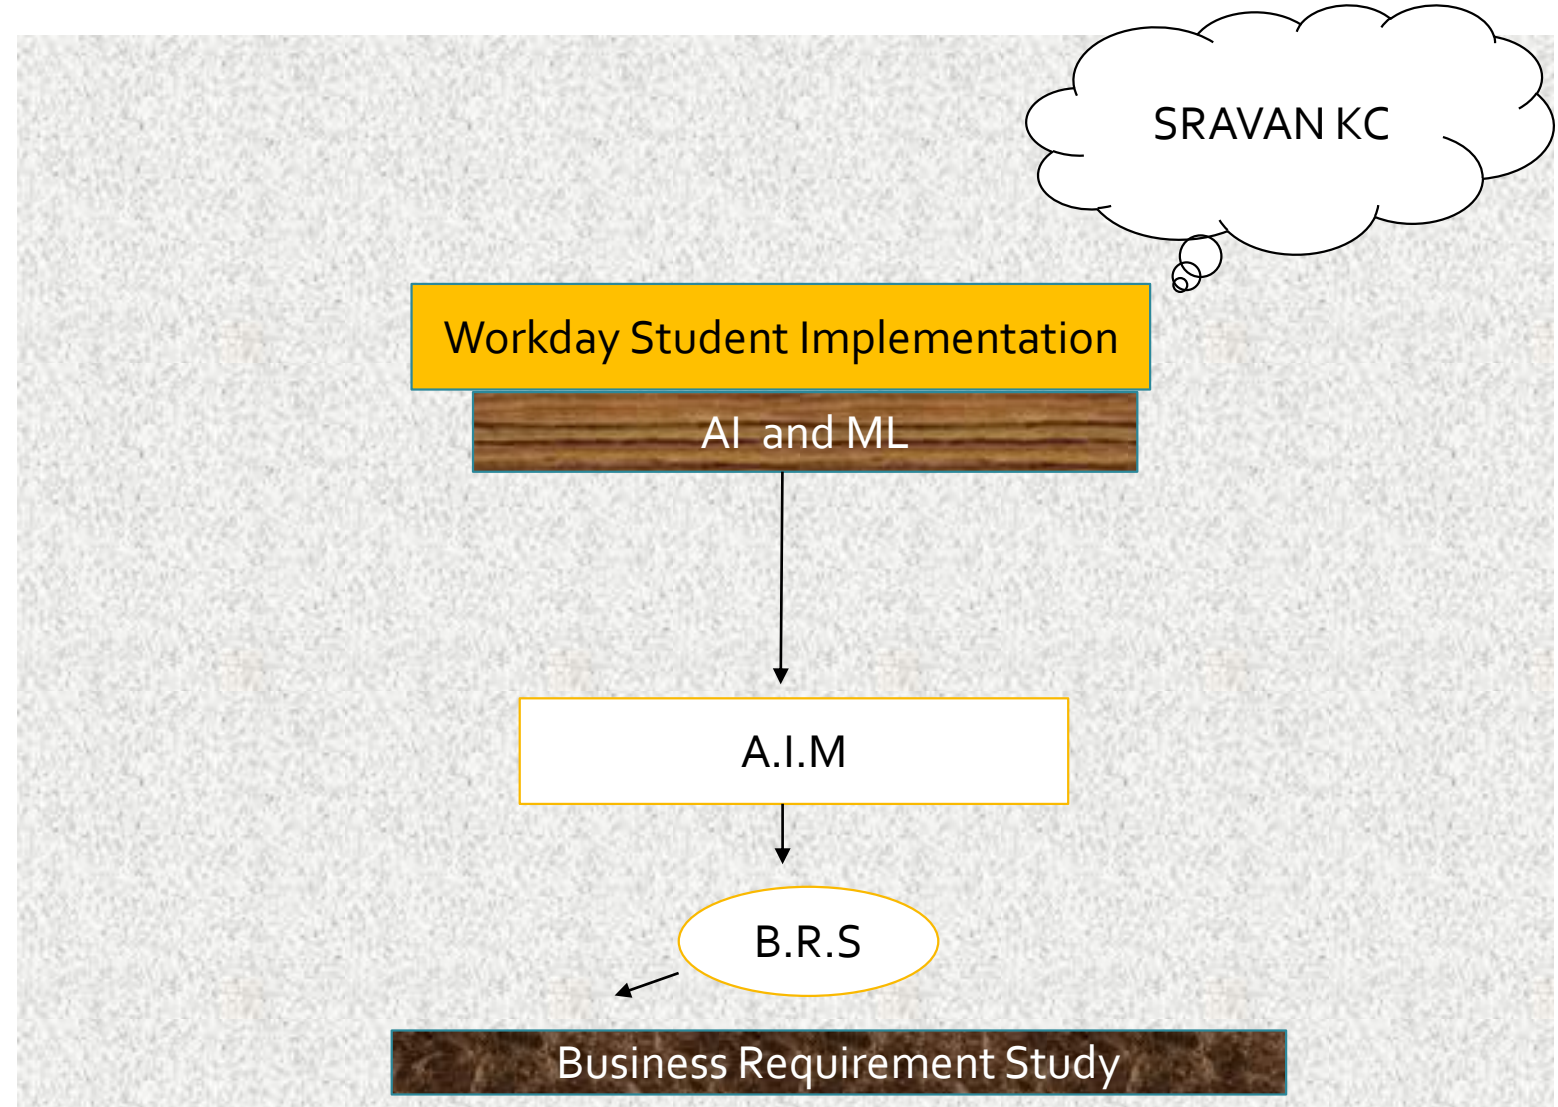 SRAVAN KC
Workday Student Implementation
AI and ML
A.I.M
B.R.S
Business Requirement Study